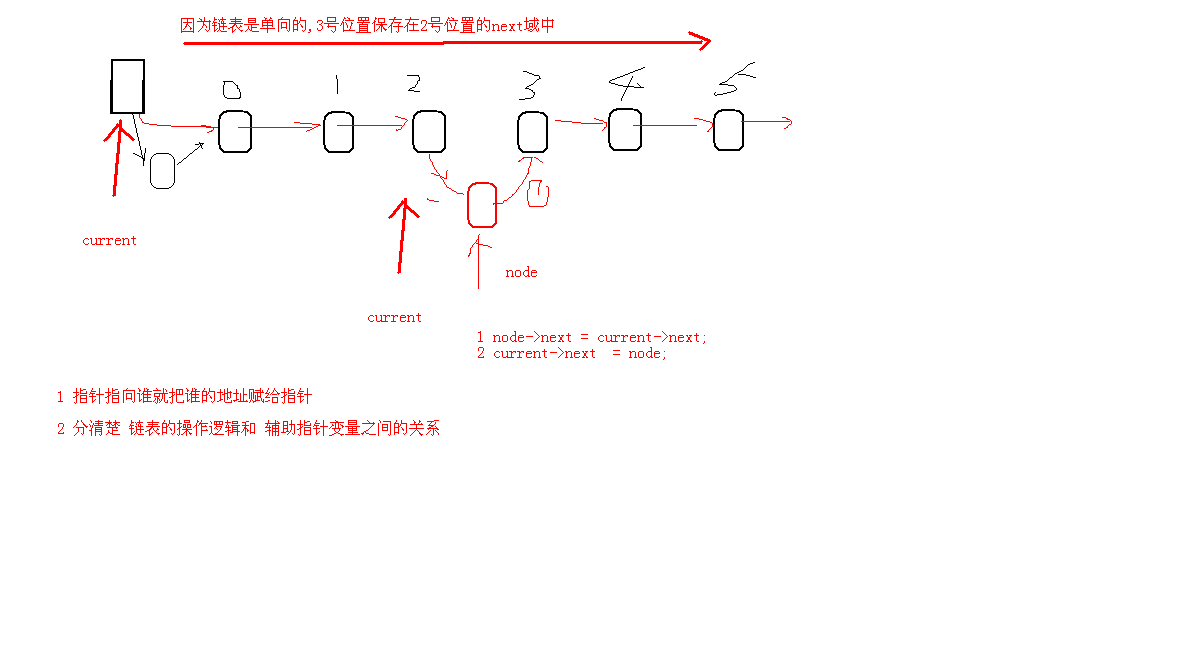 因为链表是单向的,3号位置保存在2号位置的next域中
0 1 2 3 4 5
current
node
current
1 node->next = current->next;
2 current->next  = node;
1 指针指向谁就把谁的地址赋给指针
2 分清楚 链表的操作逻辑和 辅助指针变量之间的关系